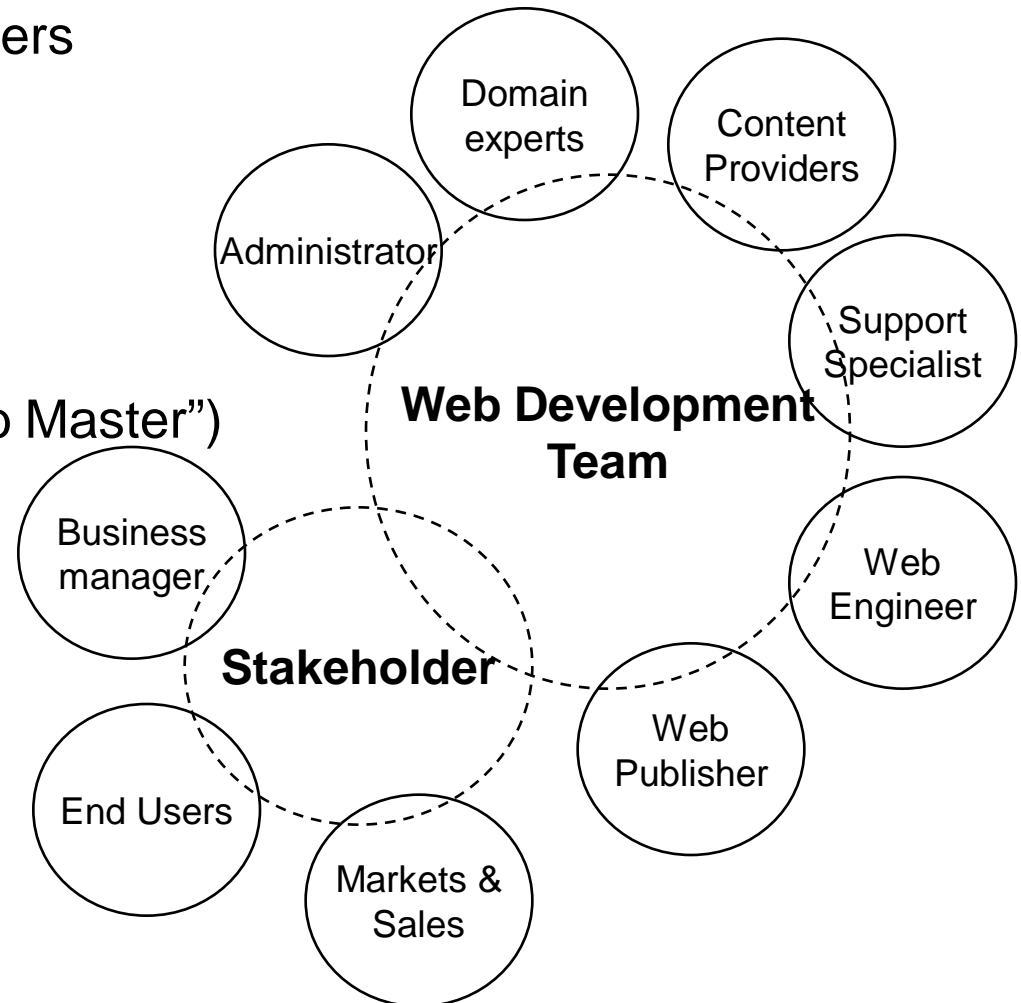 ers
Domain
experts
Content
Providers
Administrator
Support
Specialist
Web Development
Team
Master”)
Business
manager
Web
Engineer
Stakeholder
Web
Publisher
End Users
Markets &
Sales